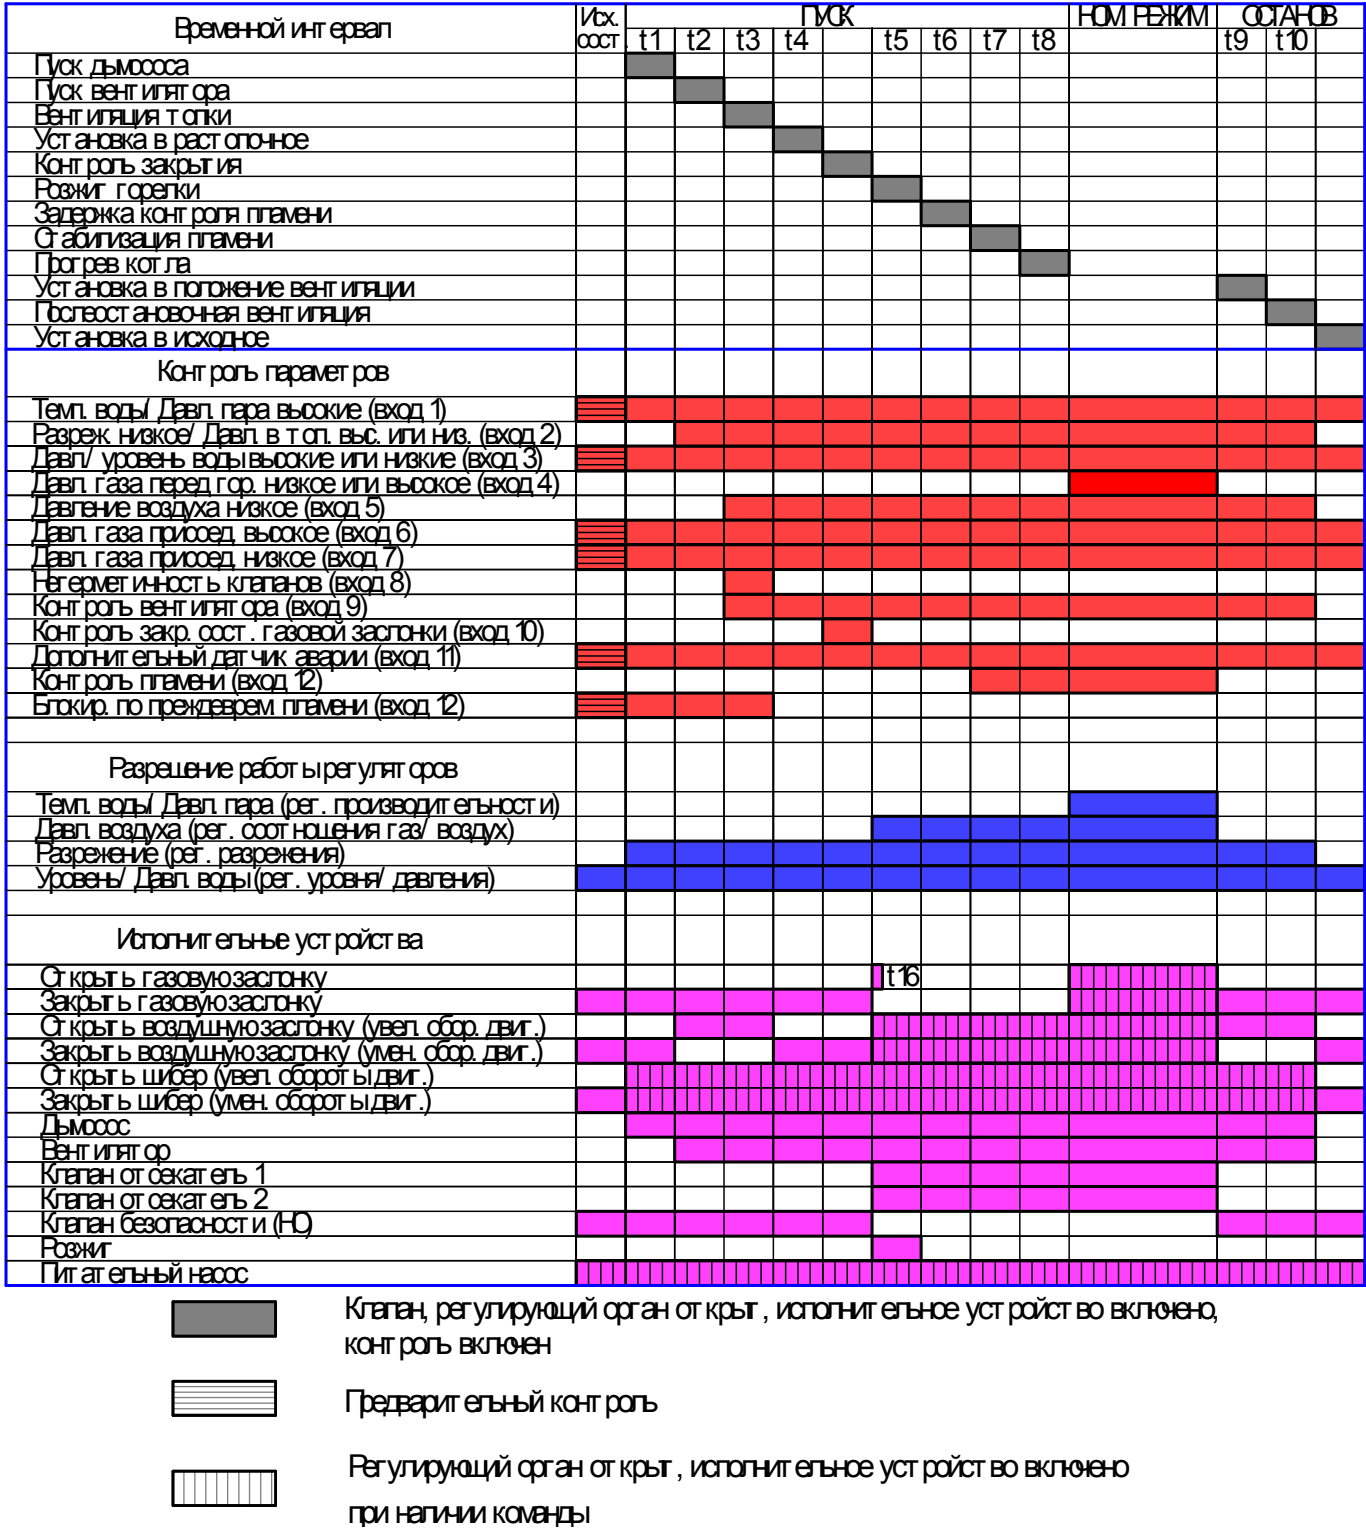 Временной интервал
Исх. сост.
ПУСК
НОМ. РЕЖИМ
ОСТАНОВ
t1 t2 t3 t4 t5 t6 t7 t8 t9 t10
Пуск дымососа
Пуск вентилятора
Вентиляция топки
Установка в растопочное
Контроль закрытия
Розжиг горелки
Задержка контроля пламени
Стабилизация пламени
Прогрев котла
Установка в положение вентиляции
Послеостановочная вентиляция
Установка в исходное
Контроль параметров
Темп. воды/ Давл. пара высокие (вход 1)
Разреж. низкое/ Давл. в топ. выс. или низ. (вход 2)
Давл/ уровень воды высокие или низкие (вход 3)
Давл. газа перед гор. низкое или высокое (вход 4)
Давление воздуха низкое (вход 5)
Давл. газа присоед. высокое (вход 6)
Давл. газа присоед. низкое (вход 7)
Негерметичность клапанов (вход 8)
Контроль вентилятора (вход 9)
Контроль закр. сост. газовой заслонки (вход 10)
Дополнительный датчик аварии (вход 11)
Контроль пламени (вход 12)
Блокир. по преждеврем. пламени (вход 12)
Разрешение работы регуляторов
Темп. воды/ Давл. пара (рег. производительности)
Давл. воздуха (рег. соотношения газ/ воздух)
Разрежение (рег. разрежения)
Уровень/ Давл. воды (рег. уровня/ давления)
Исполнительные устройства
Открыть газовую заслонку
t16
Закрыть газовую заслонку
Открыть воздушную заслонку (увел. обор. двиг.)
Закрыть воздушную заслонку (умен. обор. двиг.)
Открыть шибер (увел. обороты двиг.)
Закрыть шибер (умен. обороты двиг.)
Дымосос
Вентилятор
Клапан отсекатель 1
Клапан отсекатель 2
Клапан безопасности (НО)
Розжиг
Питательный насос
Клапан, регулирующий орган открыт, исполнительное устройство включено,
контроль включен
Предварительный контроль
Регулирующий орган открыт, исполнительное устройство включено
при наличии команды